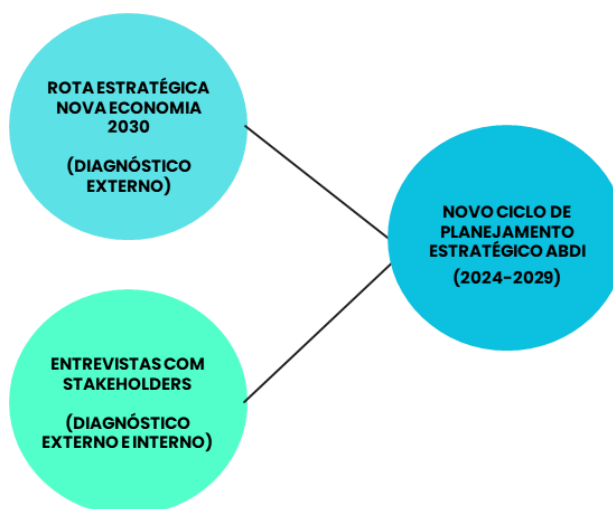 ROTA ESTRATÉGICA
NOVA ECONOMIA
2030
(DIAGNÓSTICO
EXTERNO)
NOVO CICLO DE
PLANEJAMENTO
ESTRATÉGICO ABDI
(2024-2029)
ENTREVISTAS COM
STAKEHOLDERS
(DIAGNÓSTICO
EXTERNO E INTERNO)